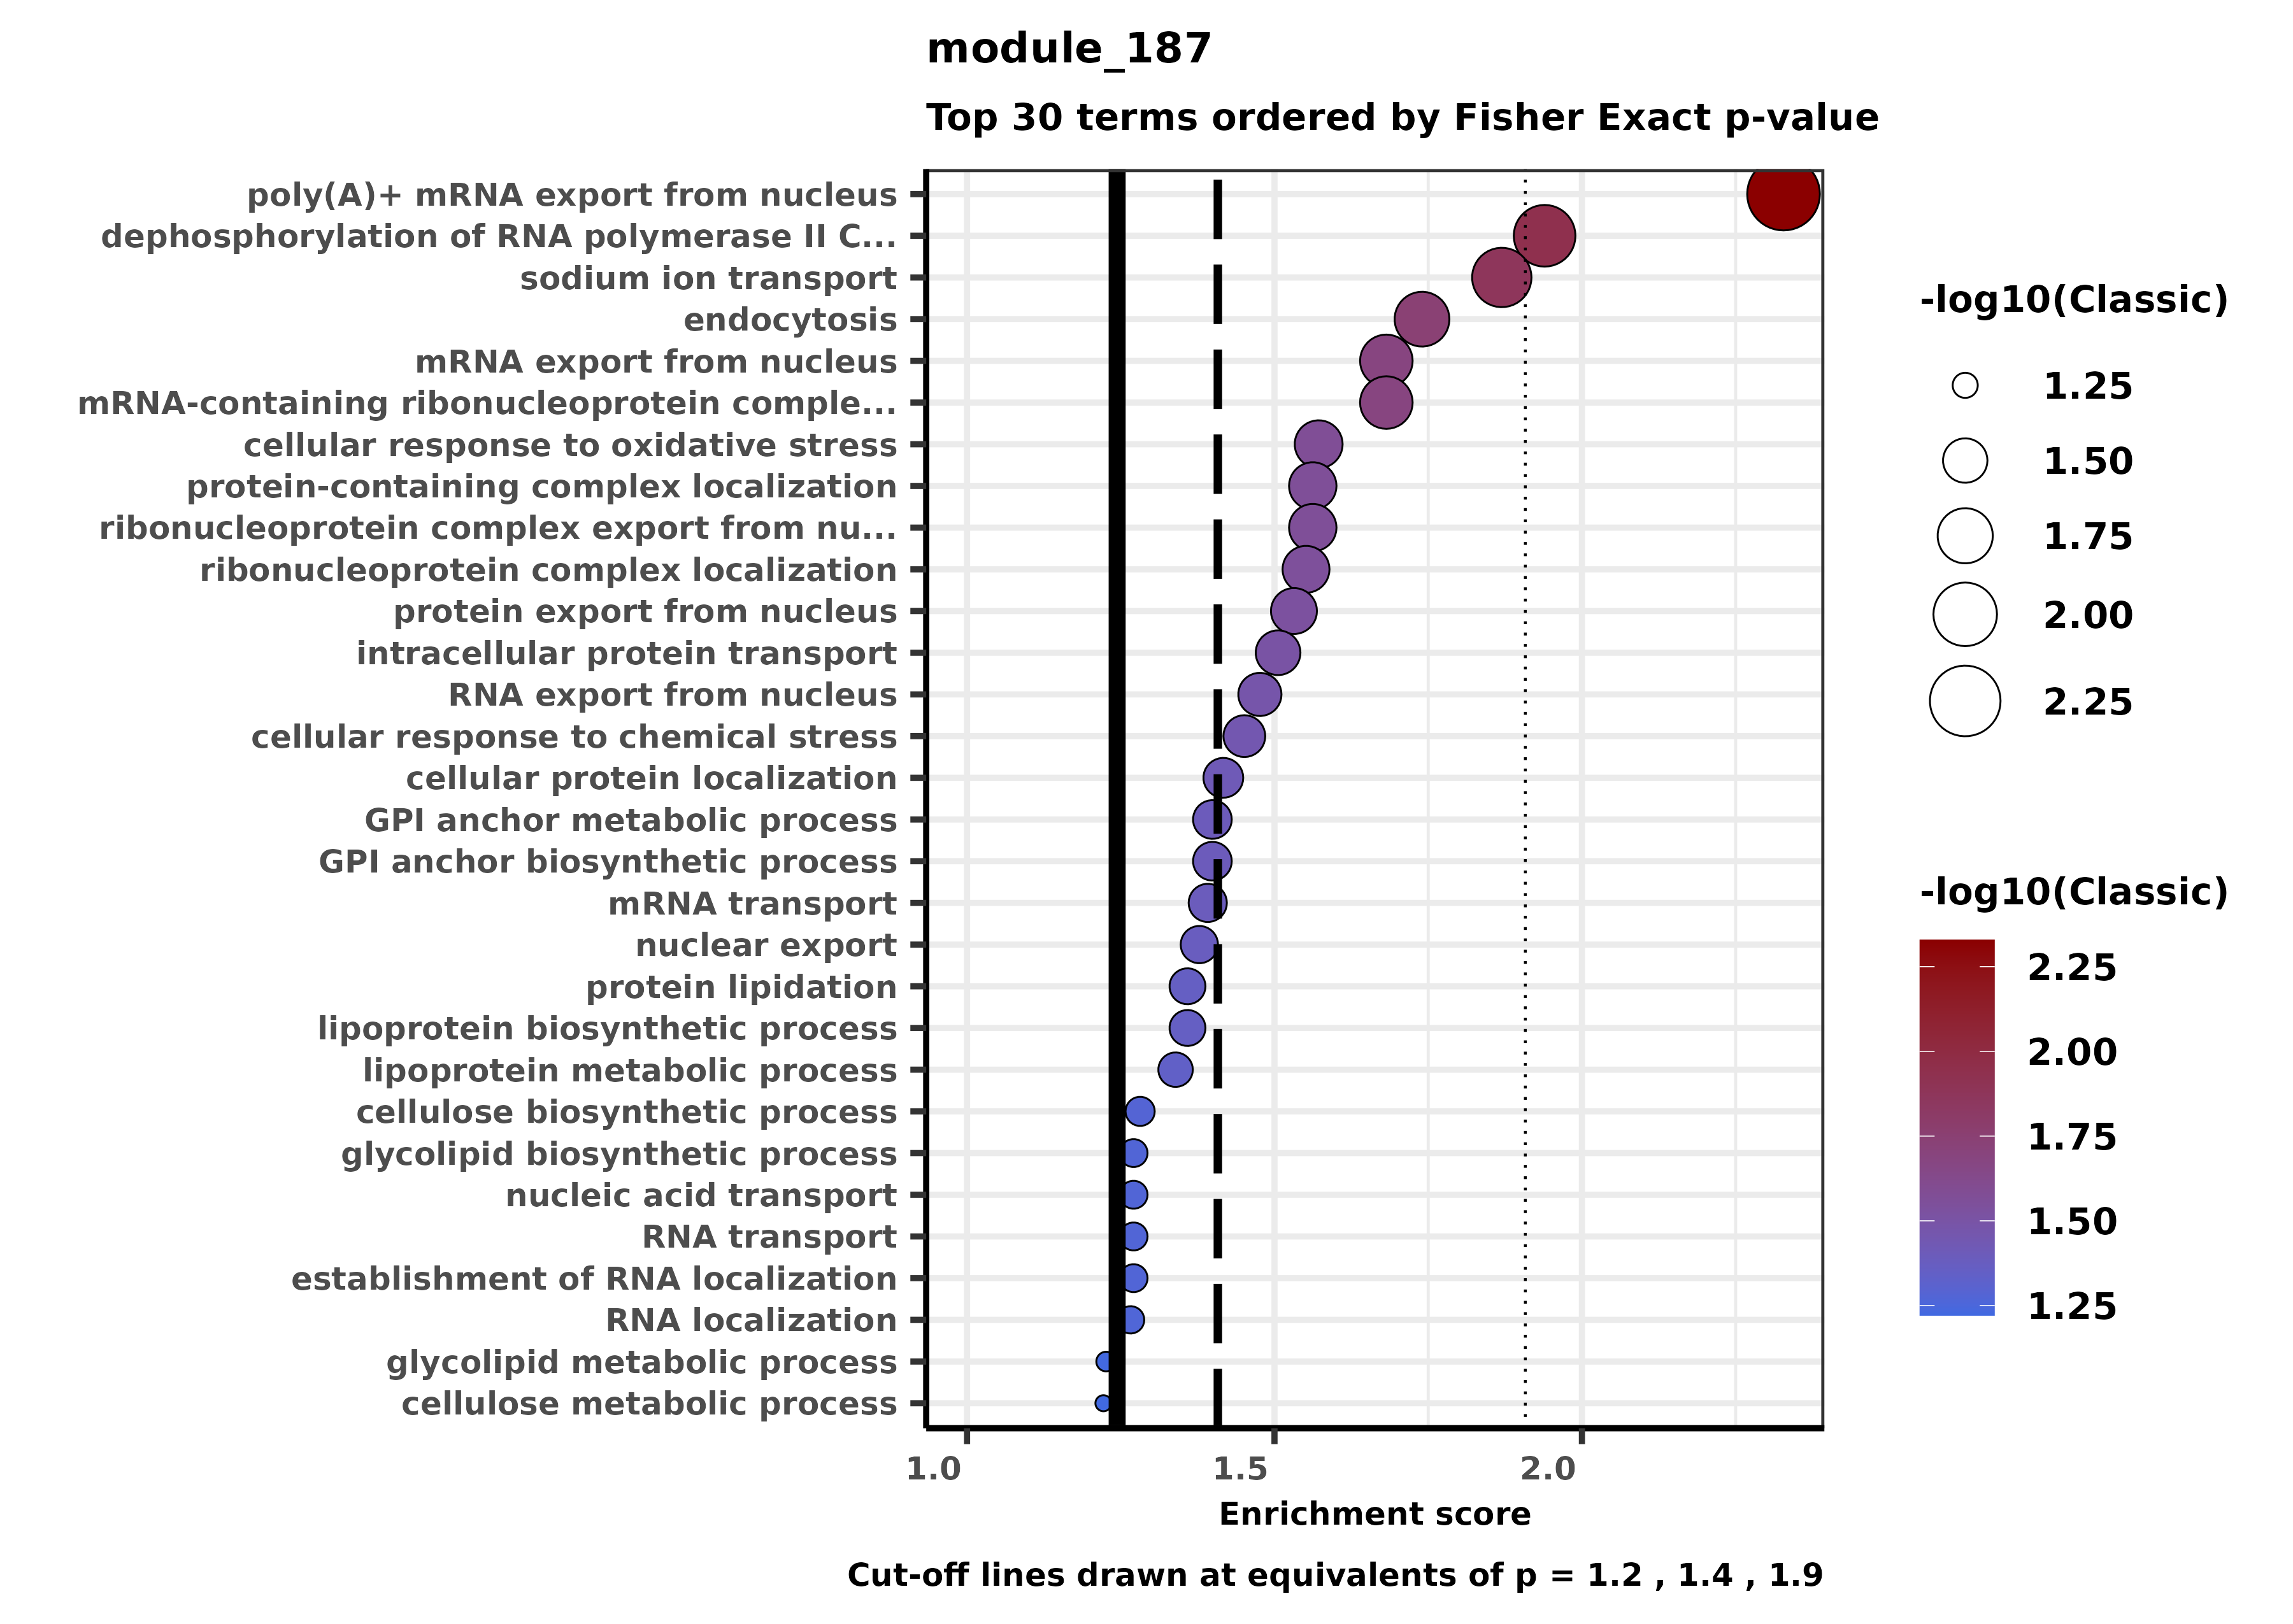 module_187
Top 30 terms ordered by Fisher Exact p-value
poly(A)+ mRNA export from nucleus
dephosphorylation of RNA polymerase II C...
sodium ion transport
endocytosis
mRNA export from nucleus
mRNA-containing ribonucleoprotein comple...
cellular response to oxidative stress
protein-containing complex localization
ribonucleoprotein complex export from nu...
ribonucleoprotein complex localization
protein export from nucleus
intracellular protein transport
RNA export from nucleus
cellular response to chemical stress
cellular protein localization
GPI anchor metabolic process
GPI anchor biosynthetic process
mRNA transport
nuclear export
protein lipidation
lipoprotein biosynthetic process
lipoprotein metabolic process
cellulose biosynthetic process
glycolipid biosynthetic process
nucleic acid transport
RNA transport
establishment of RNA localization
RNA localization
glycolipid metabolic process
cellulose metabolic process
1.0 1.5 2.0
Enrichment score
Cut-off lines drawn at equivalents of p = 1.2 , 1.4 , 1.9
-log10(Classic)
1.25
1.50
1.75
2.00
2.25
-log10(Classic)
2.25
2.00
1.75
1.50
1.25